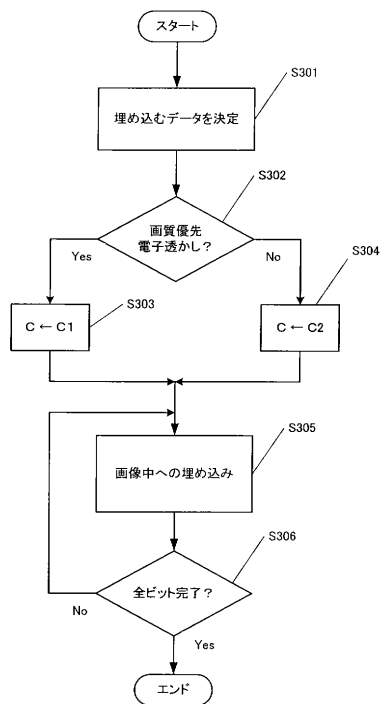 スタート
S301
埋め込むデータを決定
S302
画質優先
電子透かし?
Yes
No
S303
S304
C ← C1
C ← C2
S305
画像中への埋め込み
S306
全ビット完了?
No
Yes
エンド